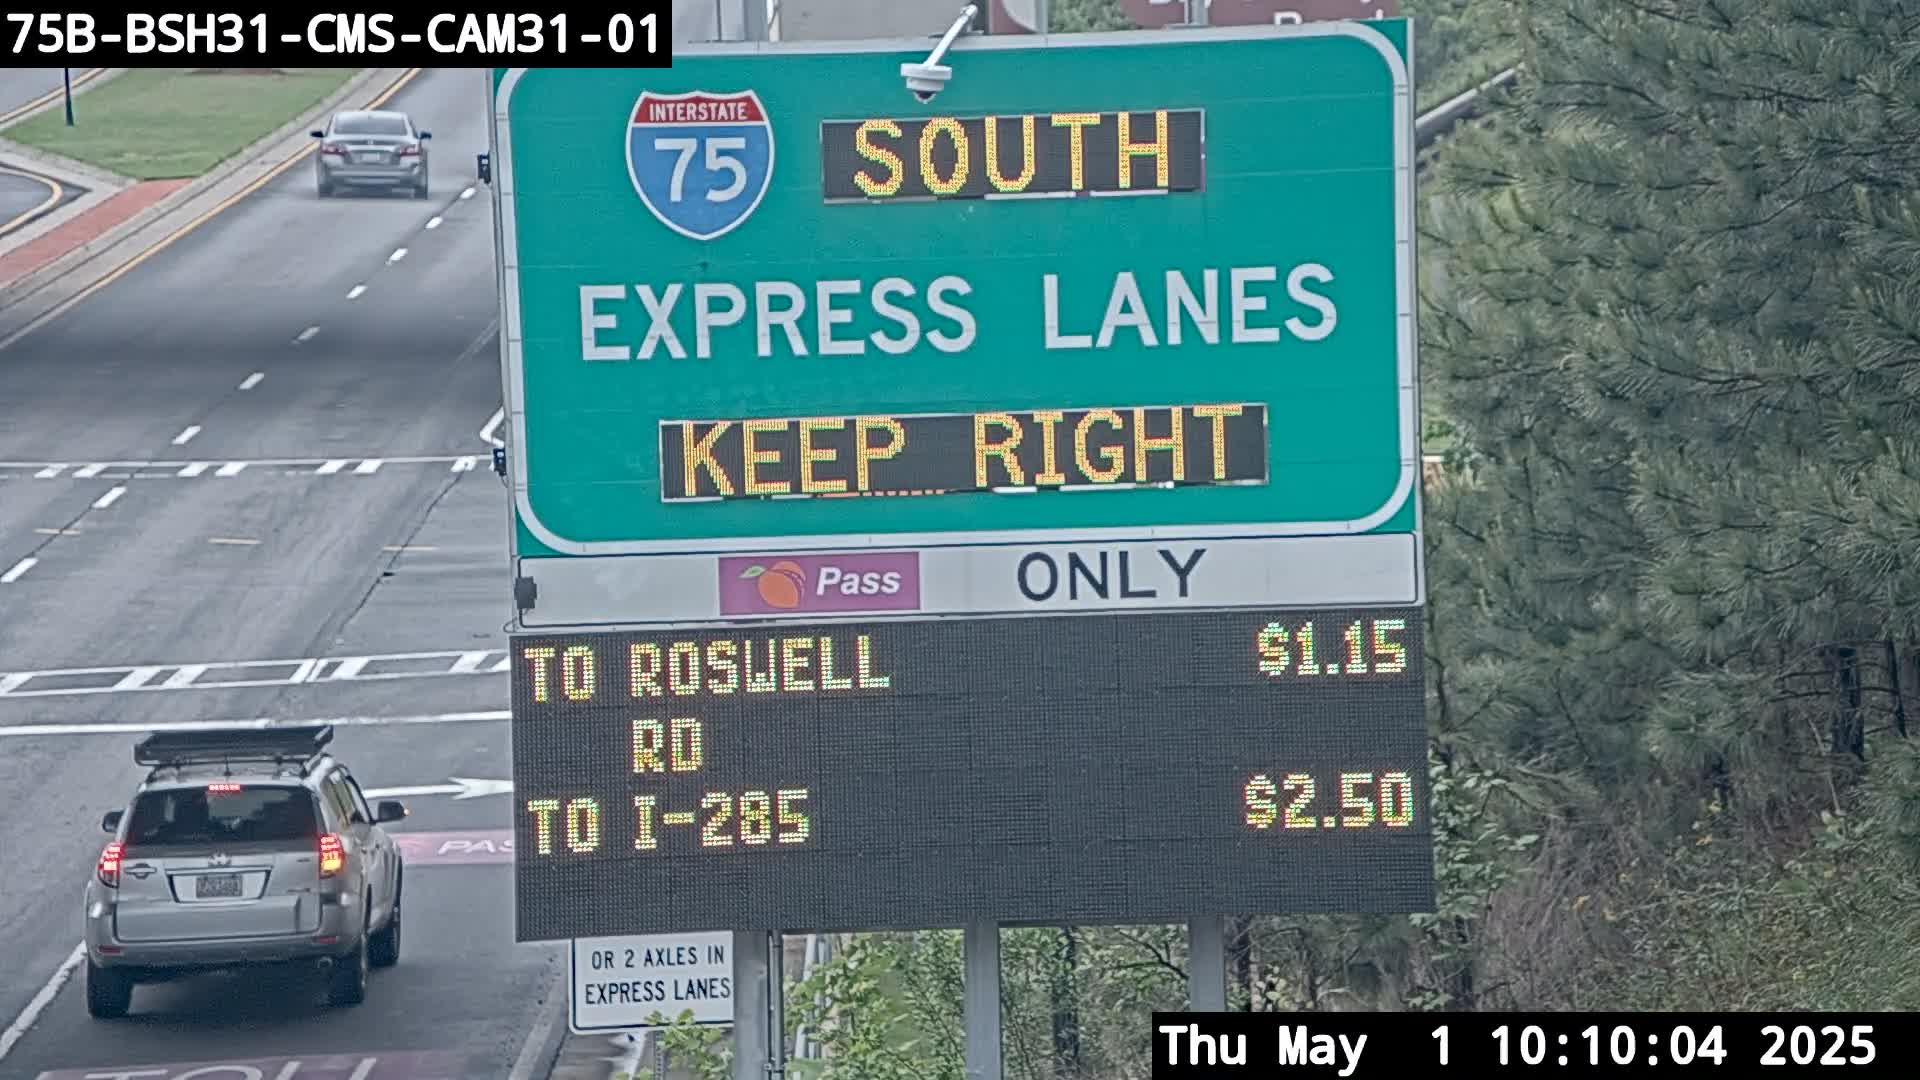 75B-BSH31-CMS-CAM31-01
INTERSTATE
75
SOUTH
EXPRESS LANES
KEEP RIGHT
Pass ONLY
TO ROSWELL $1.15
RD
TO I-285 $2.50
PAS
OR 2 AXLES IN
EXPRESS LANES
Thu May 1 10:10:04 2025